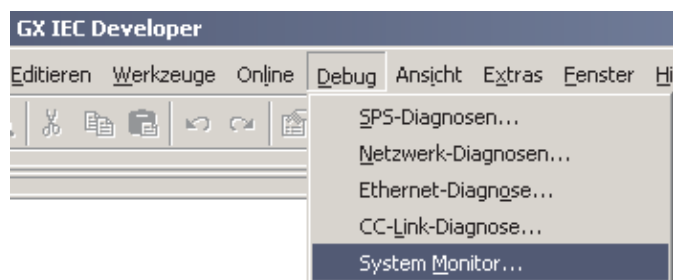 GX IEC Developer
Editieren Werkzeuge Online Debug Ansicht Extras Fenster Hi
SPS-Diagnosen...
Netzwerk-Diagnosen...
Ethernet-Diagnose...
CC-Link-Diagnose...
System Monitor...